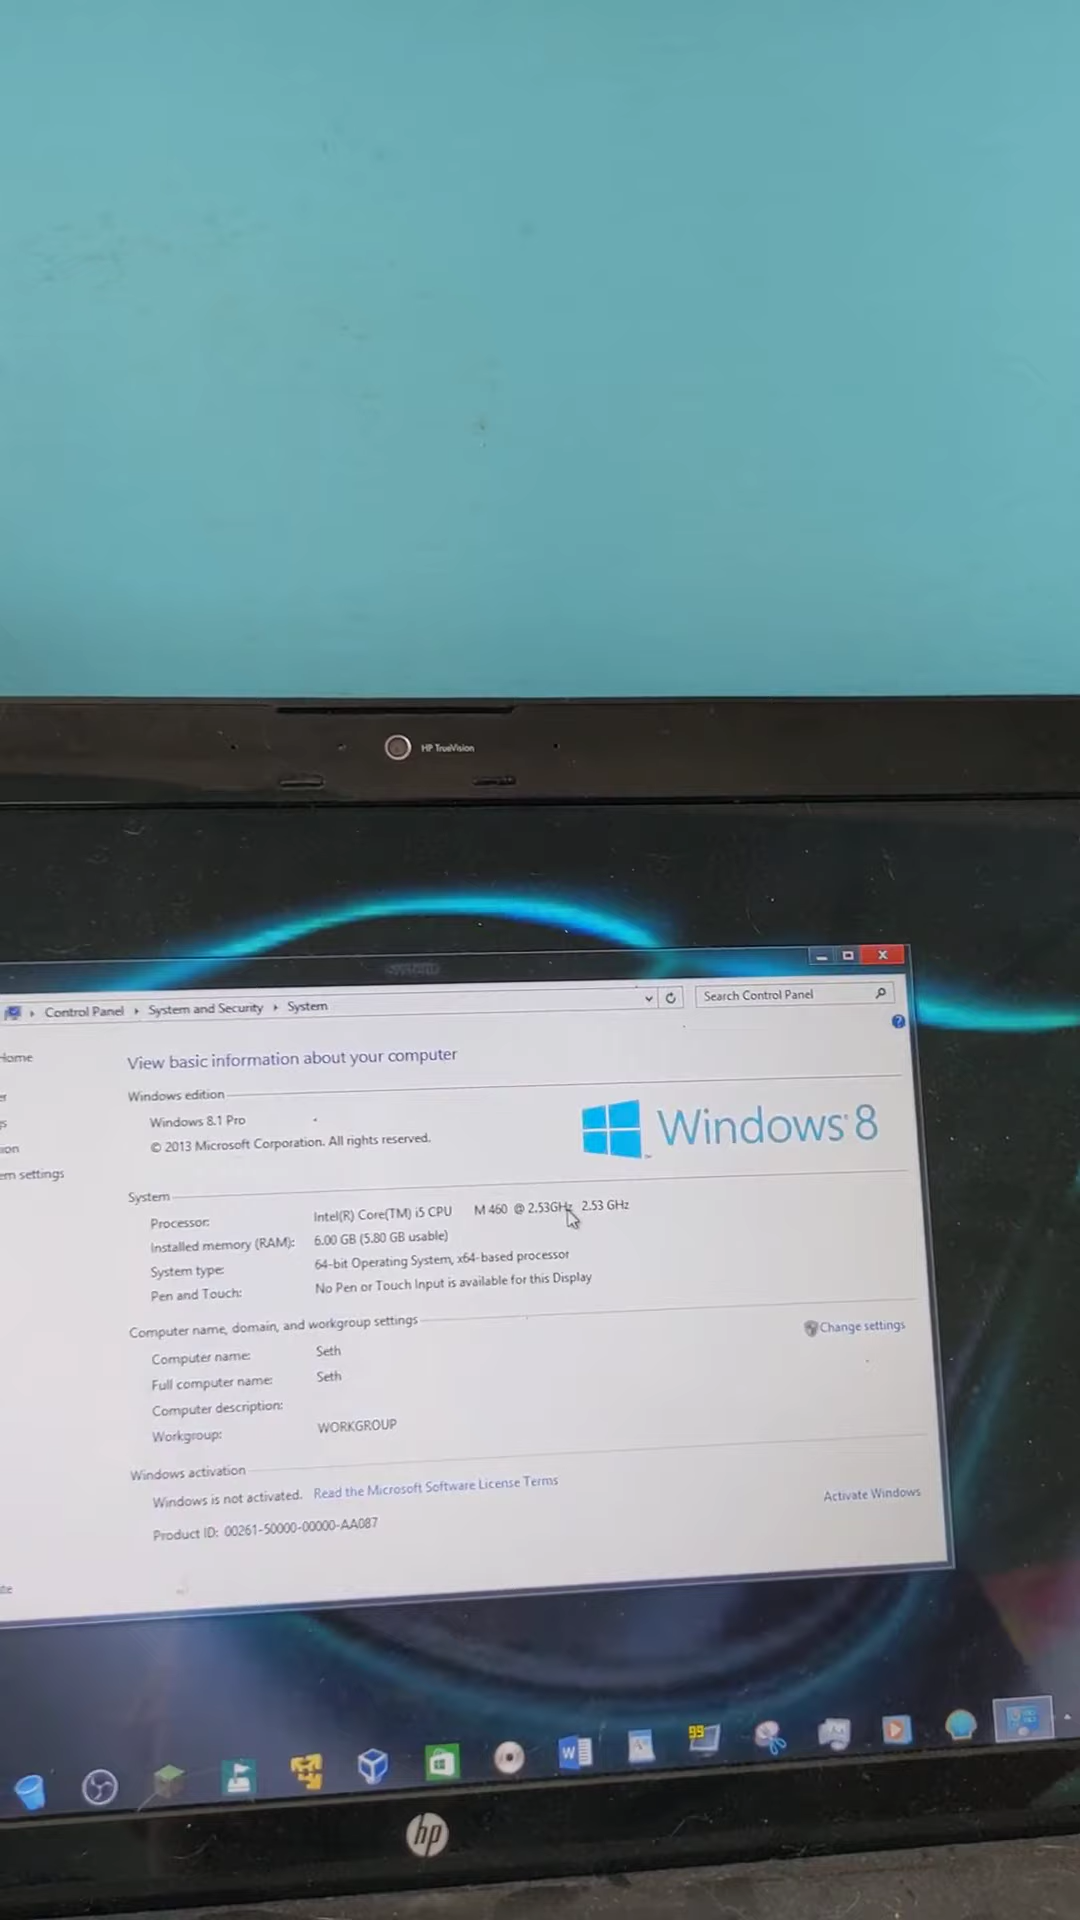 HP TrueVision
System
Control Panel System and Security System
Search Control Panel
Home
View basic information about your computer
Windows edition
Windows 8.1 Pro
© 2013 Microsoft Corporation. All rights reserved.
Windows 8
em settings
System
Processor: Intel(R) Core(TM) i5 CPU M 460 @ 2.53GHz 2.53 GHz
Installed memory (RAM): 6.00 GB (5.80 GB usable)
System type: 64-bit Operating System, x64-based processor
Pen and Touch: No Pen or Touch Input is available for this Display
Computer name, domain, and workgroup settings
Computer name: Seth
Change settings
Full computer name: Seth
Computer description:
Workgroup: WORKGROUP
Windows activation
Windows is not activated. Read the Microsoft Software License Terms
Activate Windows
Product ID: 00261-50000-00000-AA087
99
hp